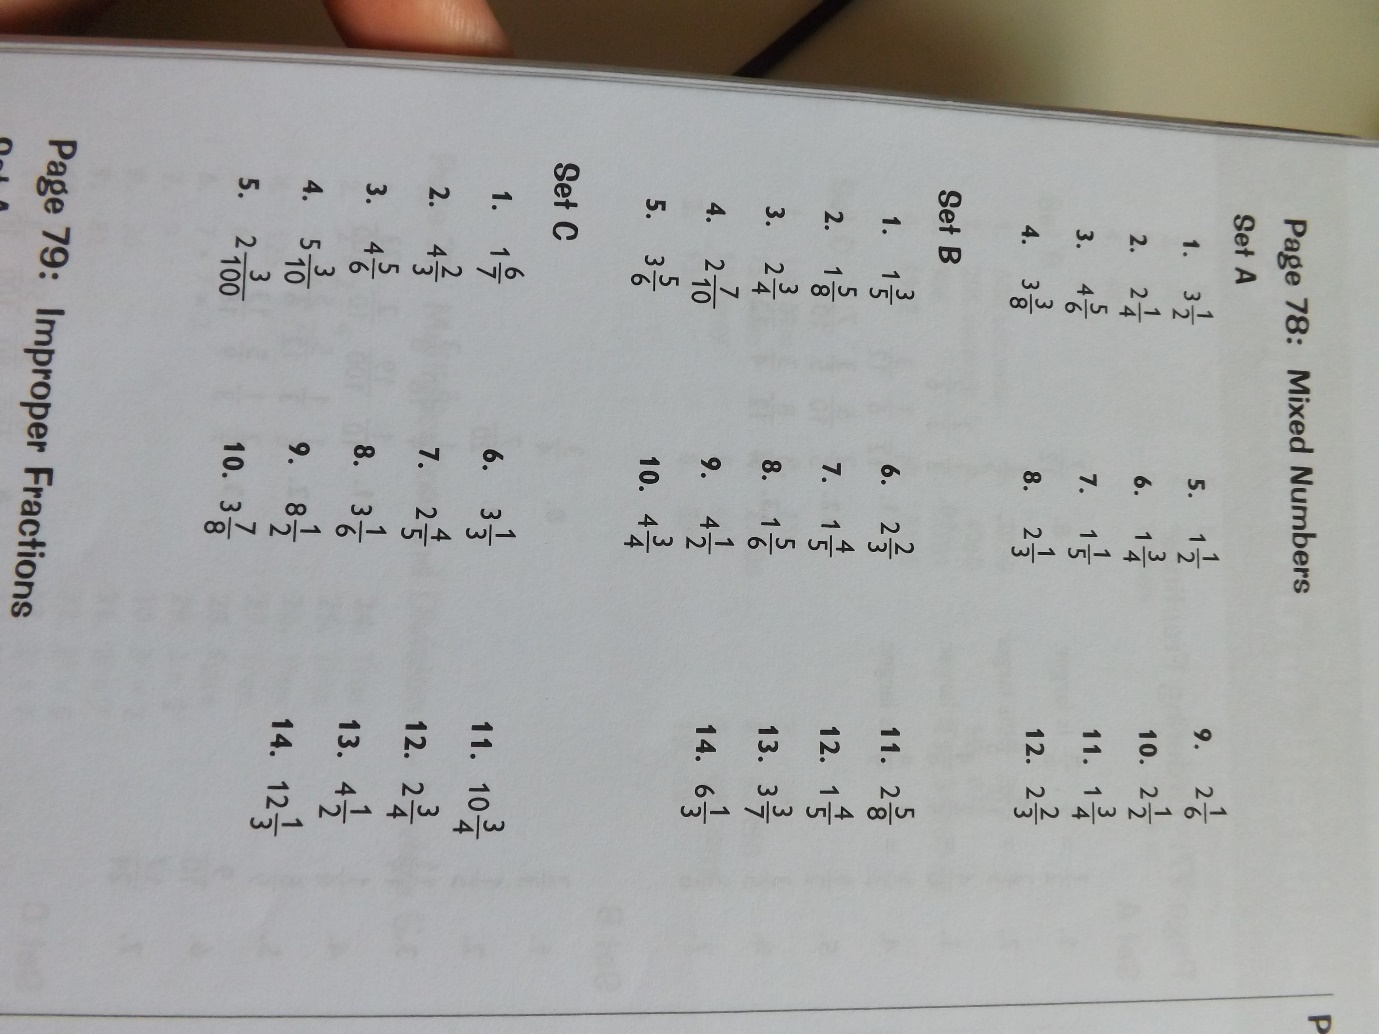 Page 78: Mixed Numbers
Set A
1. 3 1/2 5. 1 1/2 9. 2 1/6
2. 2 1/4 6. 1 3/4 10. 2 1/2
3. 4 5/6 7. 1 1/5 11. 1 3/4
4. 3 3/8 8. 2 1/3 12. 2 2/3
Set B
1. 1 3/5 6. 2 2/3 11. 2 5/8
2. 1 5/8 7. 1 4/5 12. 1 4/5
3. 2 3/4 8. 1 5/6 13. 3 3/7
4. 2 7/10 9. 4 1/2 14. 6 1/3
5. 3 5/6 10. 4 3/4
Set C
1. 1 6/7 6. 3 1/3 11. 10 3/4
2. 4 2/3 7. 2 4/5 12. 2 3/4
3. 4 5/6 8. 3 1/6 13. 4 1/2
4. 5 3/10 9. 8 1/2 14. 12 1/3
5. 2 3/100 10. 3 7/8
Page 79: Improper Fractions
Set A
P